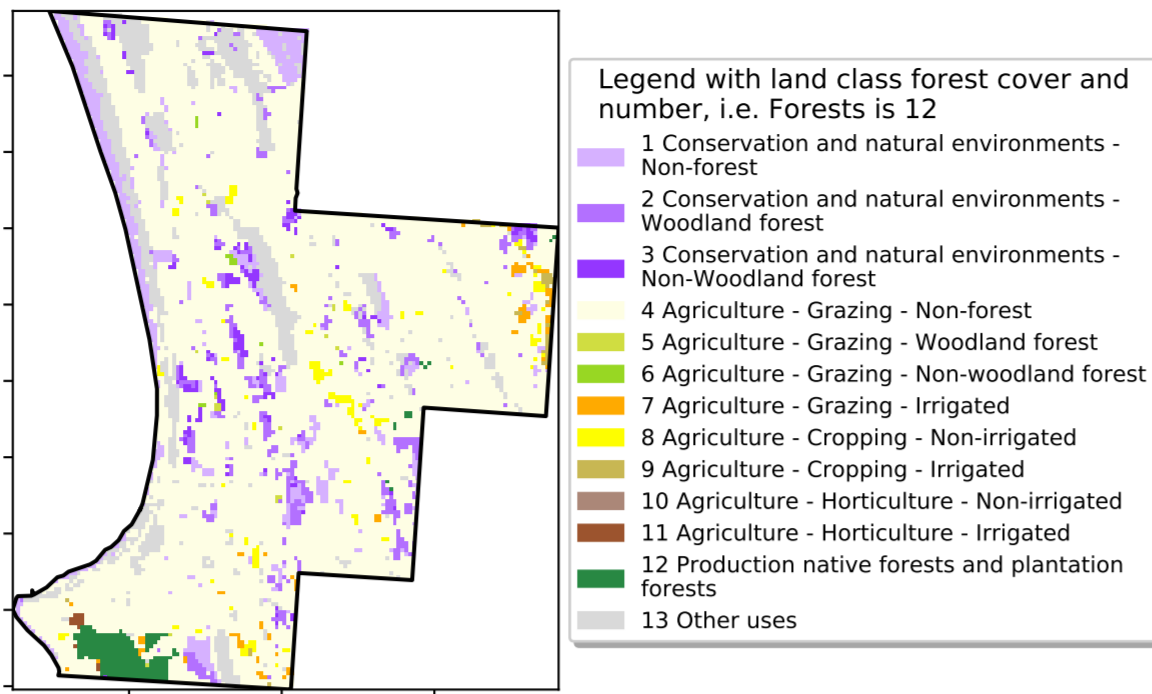 Legend with land class forest cover and
number, i.e. Forests is 12
1 Conservation and natural environments -
Non-forest
2 Conservation and natural environments -
Woodland forest
3 Conservation and natural environments -
Non-Woodland forest
4 Agriculture - Grazing - Non-forest
5 Agriculture - Grazing - Woodland forest
6 Agriculture - Grazing - Non-woodland forest
7 Agriculture - Grazing - Irrigated
8 Agriculture - Cropping - Non-irrigated
9 Agriculture - Cropping - Irrigated
10 Agriculture - Horticulture - Non-irrigated
11 Agriculture - Horticulture - Irrigated
12 Production native forests and plantation
forests
13 Other uses